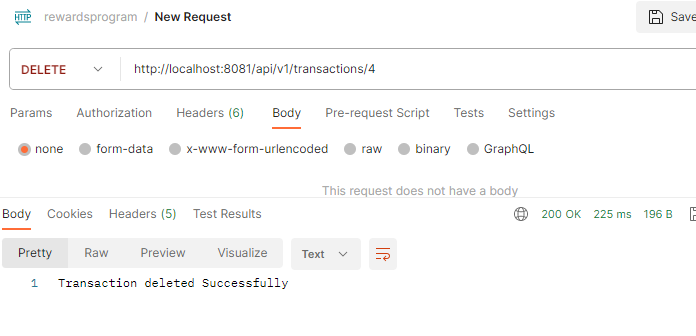 HTTP rewardsprogram / New Request Save
DELETE http://localhost:8081/api/v1/transactions/4
Params Authorization Headers (6) Body Pre-request Script Tests Settings
none form-data x-www-form-urlencoded raw binary GraphQL
This request does not have a body
Body Cookies Headers (5) Test Results 200 OK 225 ms 196 B
Pretty Raw Preview Visualize Text
1 Transaction deleted Successfully